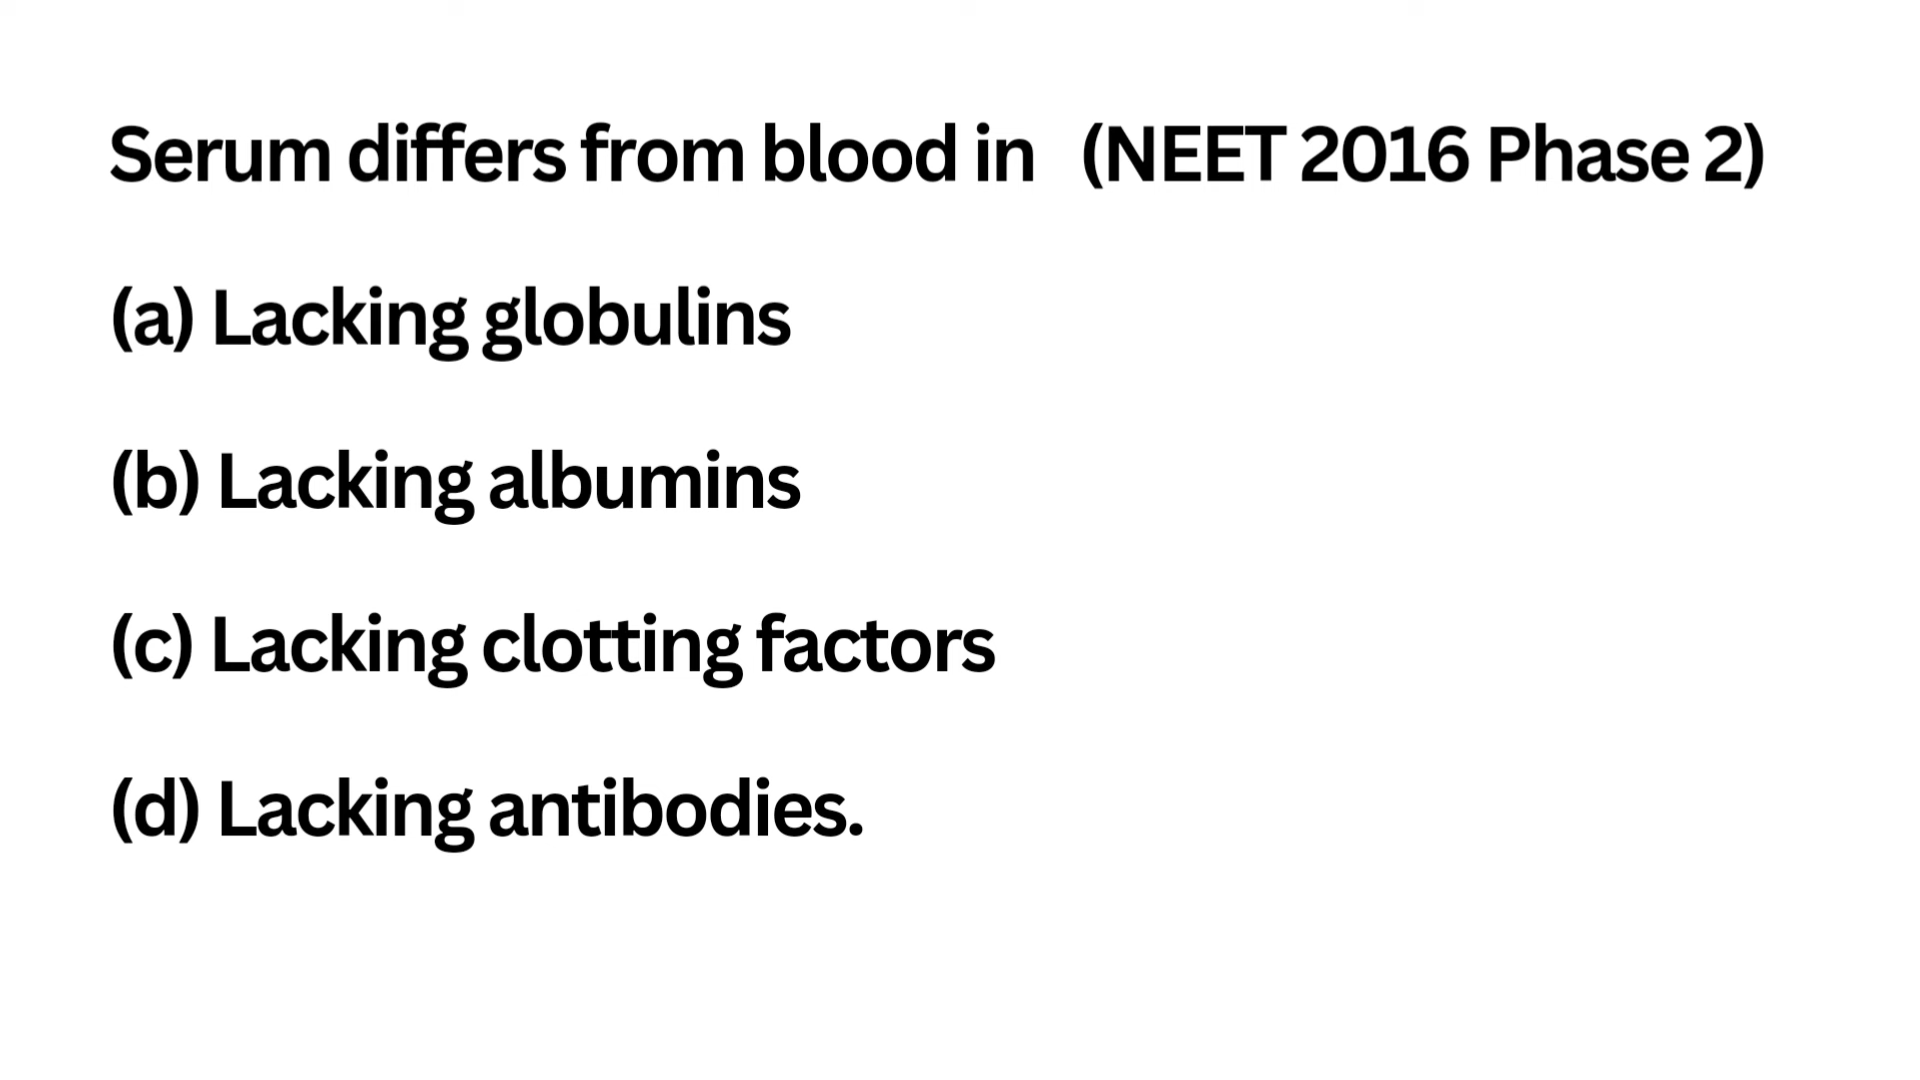 Serum differs from blood in (NEET 2016 Phase 2)
(a) Lacking globulins
(b) Lacking albumins
(c) Lacking clotting factors
(d) Lacking antibodies.